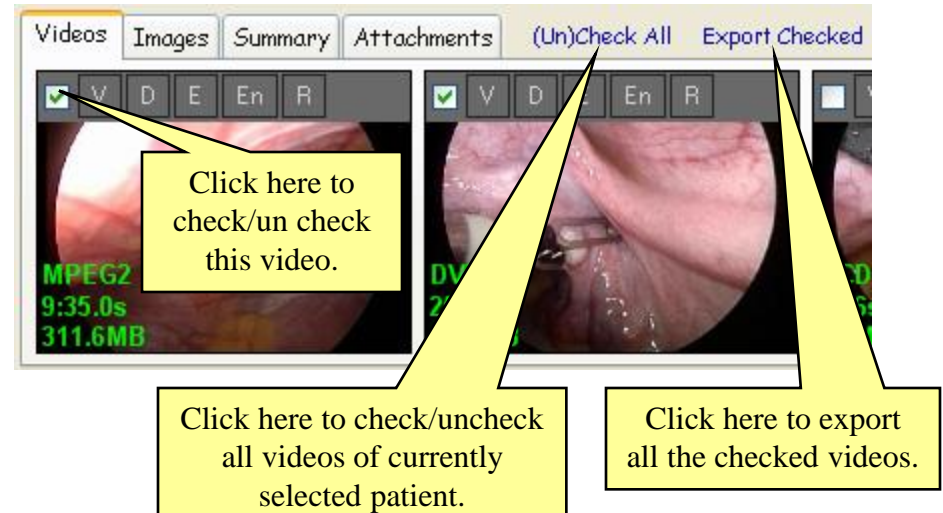 Videos Images Summary Attachments (Un)Check All Export Checked
V D E En R
V D En R
Click here to
check/un check
this video.
MPEG2
9:35.0s
311.6MB
Click here to check/uncheck
all videos of currently
selected patient.
Click here to export
all the checked videos.